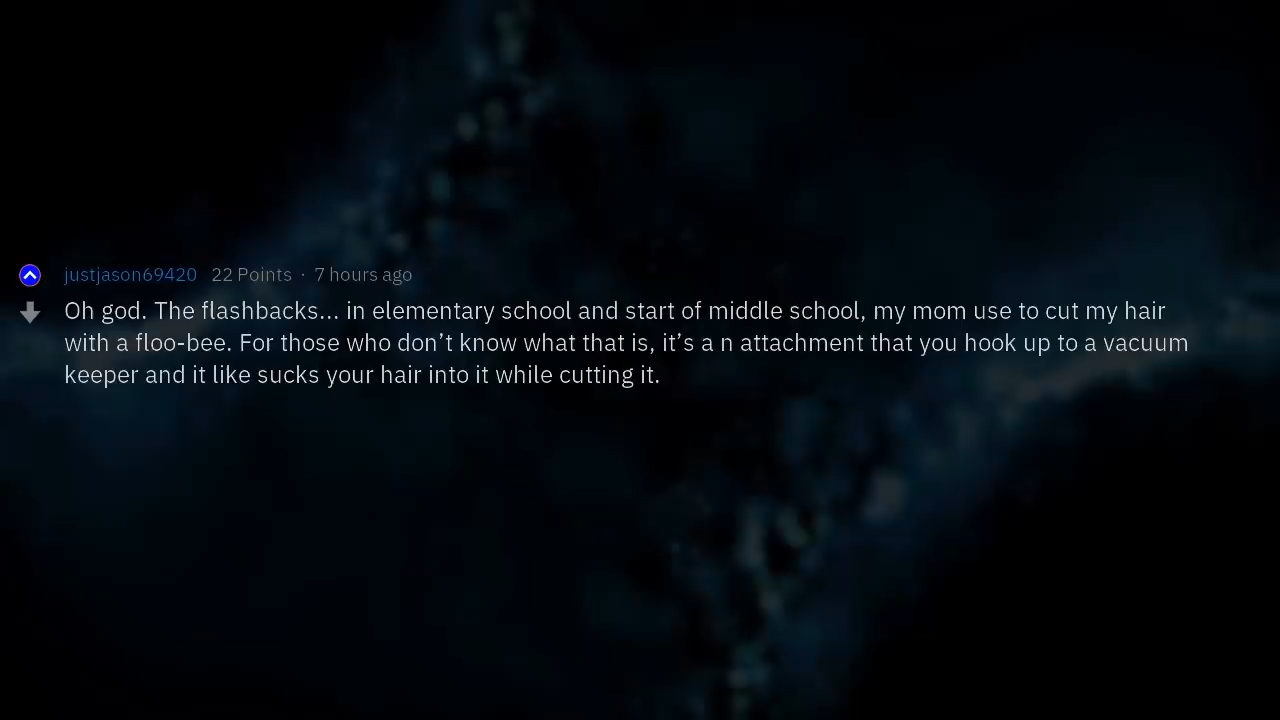 justjason69420 22 Points · 7 hours ago
Oh god. The flashbacks... in elementary school and start of middle school, my mom use to cut my hair
with a floo-bee. For those who don’t know what that is, it’s a n attachment that you hook up to a vacuum
keeper and it like sucks your hair into it while cutting it.